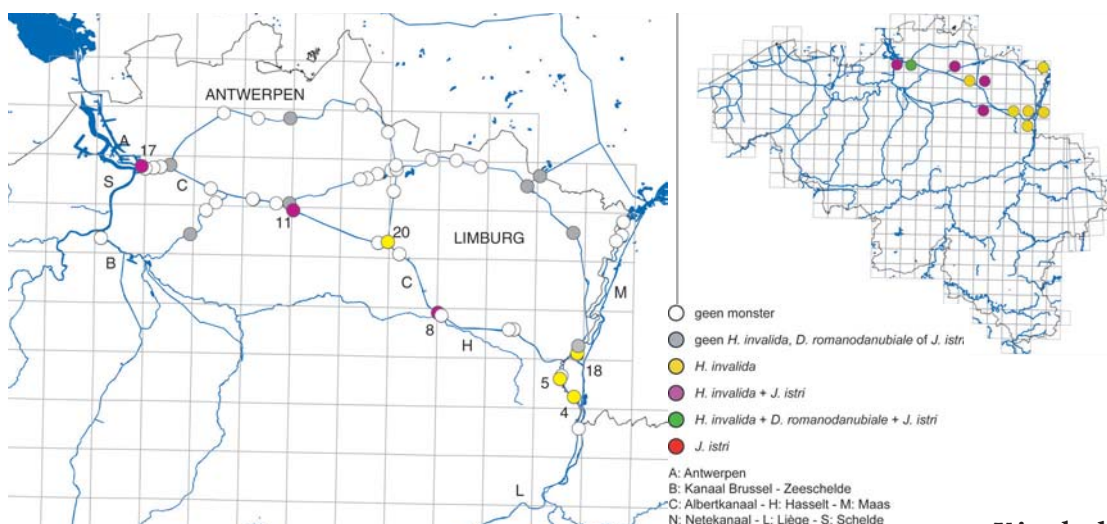 ANTWERPEN
A
17
S
C
11
20
LIMBURG
B
C
M
8
H
18
5
4
L
geen monster
geen H. invalida, D. romanodanubiale of J. istri
H. invalida
H. invalida + J. istri
H. invalida + D. romanodanubiale + J. istri
J. istri
A: Antwerpen
B: Kanaal Brussel - Zeeschelde
C: Albertkanaal - H: Hasselt - M: Maas
N: Netekanaal - L: Liège - S: Schelde